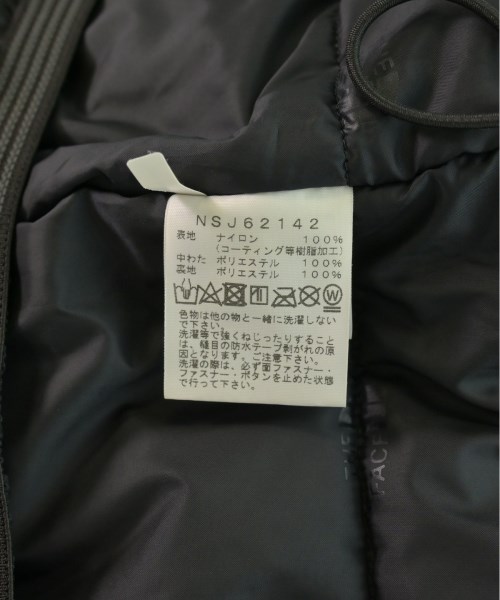 NSJ62142
表地 ナイロン 100%
(コーティング等樹脂加工)
中わた ポリエステル 100%
裏地 ポリエステル 100%
W
色物は他の物と一緒に洗濯しない
で下さい。
洗濯等で強くねじったりすること
は、縫目の防水テープ剥がれの原
因となります。ご注意下さい。
洗濯の際は、必ず面ファスナー・
ファスナー・ボタンを止めた状態
で行って下さい。
THE
FACE